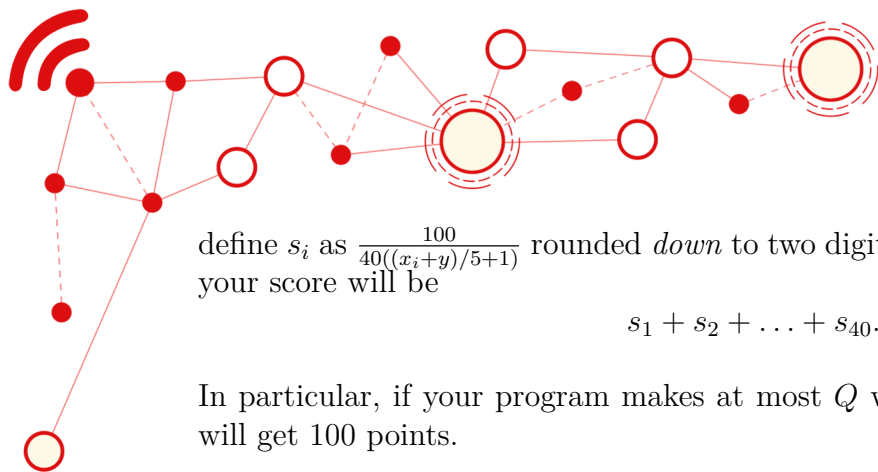 define $s_i$ as $\frac{100}{40((x_i+y)/5+1)}$ rounded down to two digit
your score will be
$s_1 + s_2 + \ldots + s_{40}.$
In particular, if your program makes at most $Q$ w
will get 100 points.